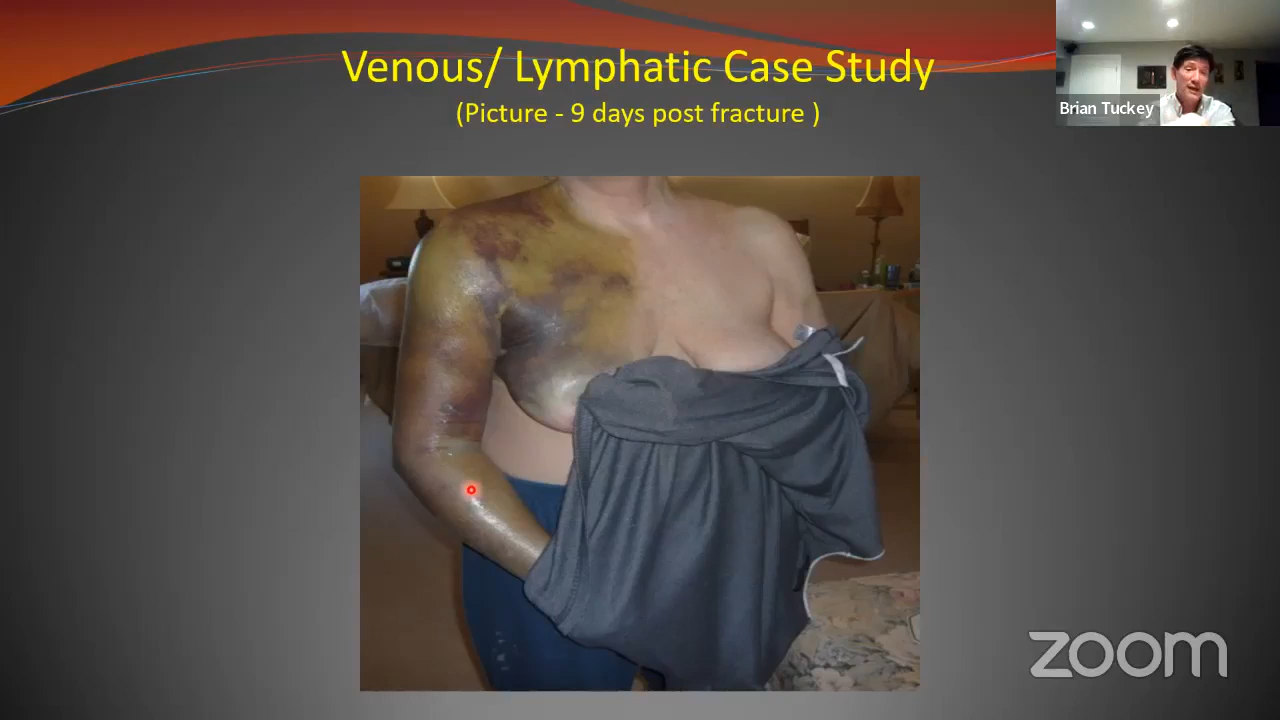 Venous/ Lymphatic Case Study
(Picture - 9 days post fracture )
Brian Tuckey
zoom